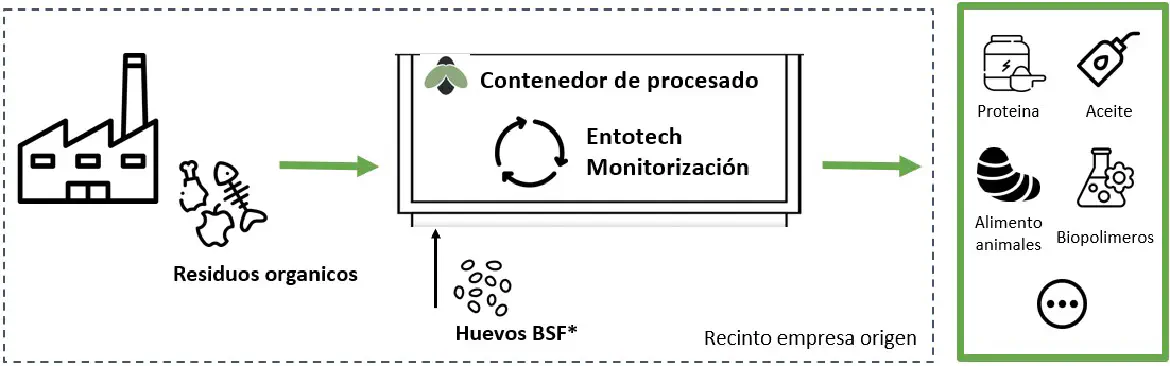 Contenedor de procesado
Entotech
Monitorización
Residuos organicos
Huevos BSF*
Recinto empresa origen
Proteina
Aceite
Alimento
animales
Biopolimeros